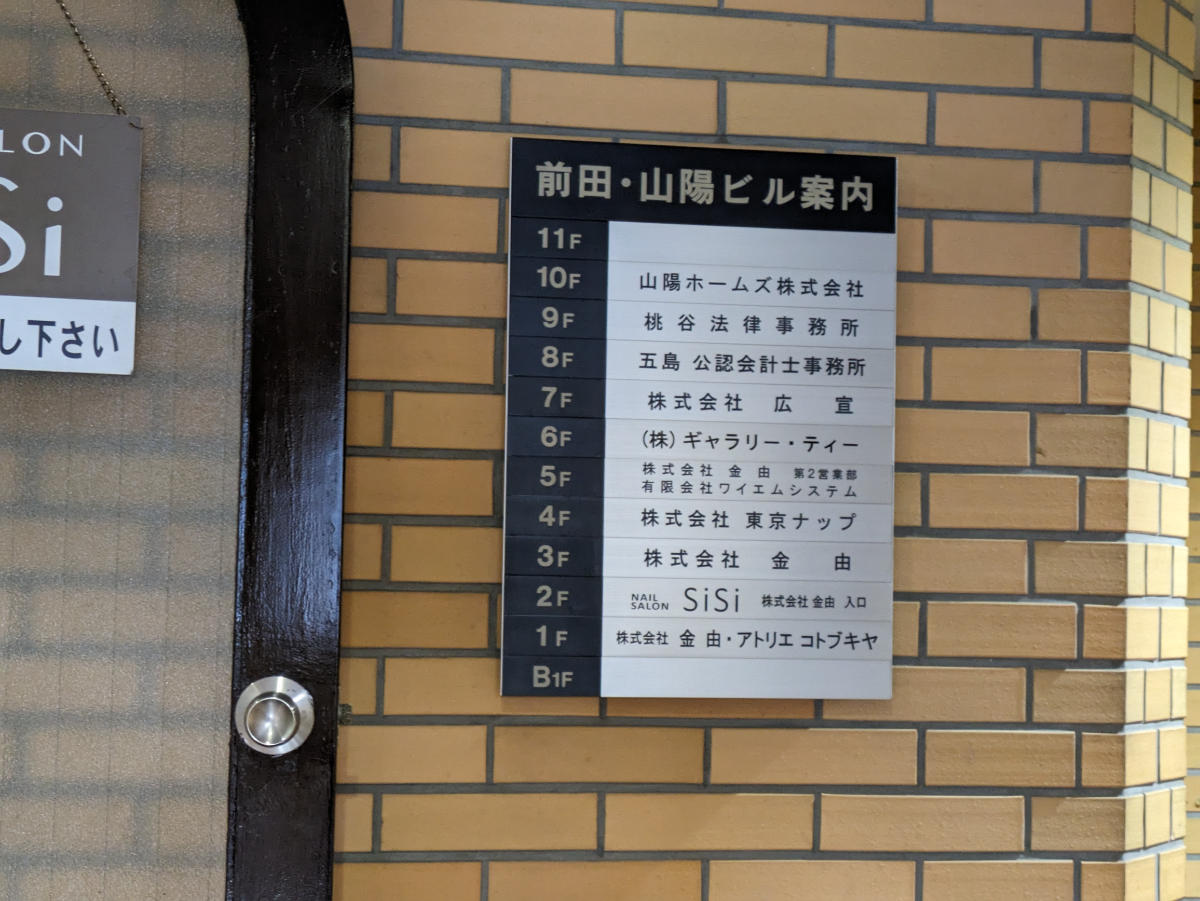 LON
Si
し下さい
前田・山陽ビル案内
11F
10F 山陽ホームズ株式会社
9F 桃谷法律事務所
8F 五島 公認会計士事務所
7F 株式会社 広宣
6F (株)ギャラリー・ティー
5F 株式会社 金由 第2営業部
有限会社ワイエムシステム
4F 株式会社 東京ナップ
3F 株式会社 金由
2F NAIL SALON SiSi 株式会社 金由 入口
1F 株式会社 金由・アトリエ コトブキヤ
B1F